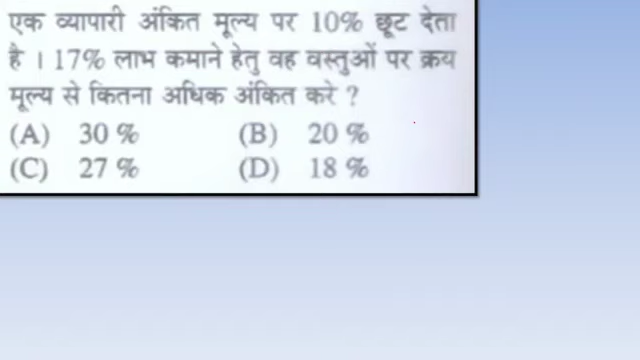 एक व्यापारी अंकित मूल्य पर 10% छूट देता
है । 17% लाभ कमाने हेतु वह वस्तुओं पर क्रय
मूल्य से कितना अधिक अंकित करे ?
(A) 30 % (B) 20 %
(C) 27 % (D) 18 %